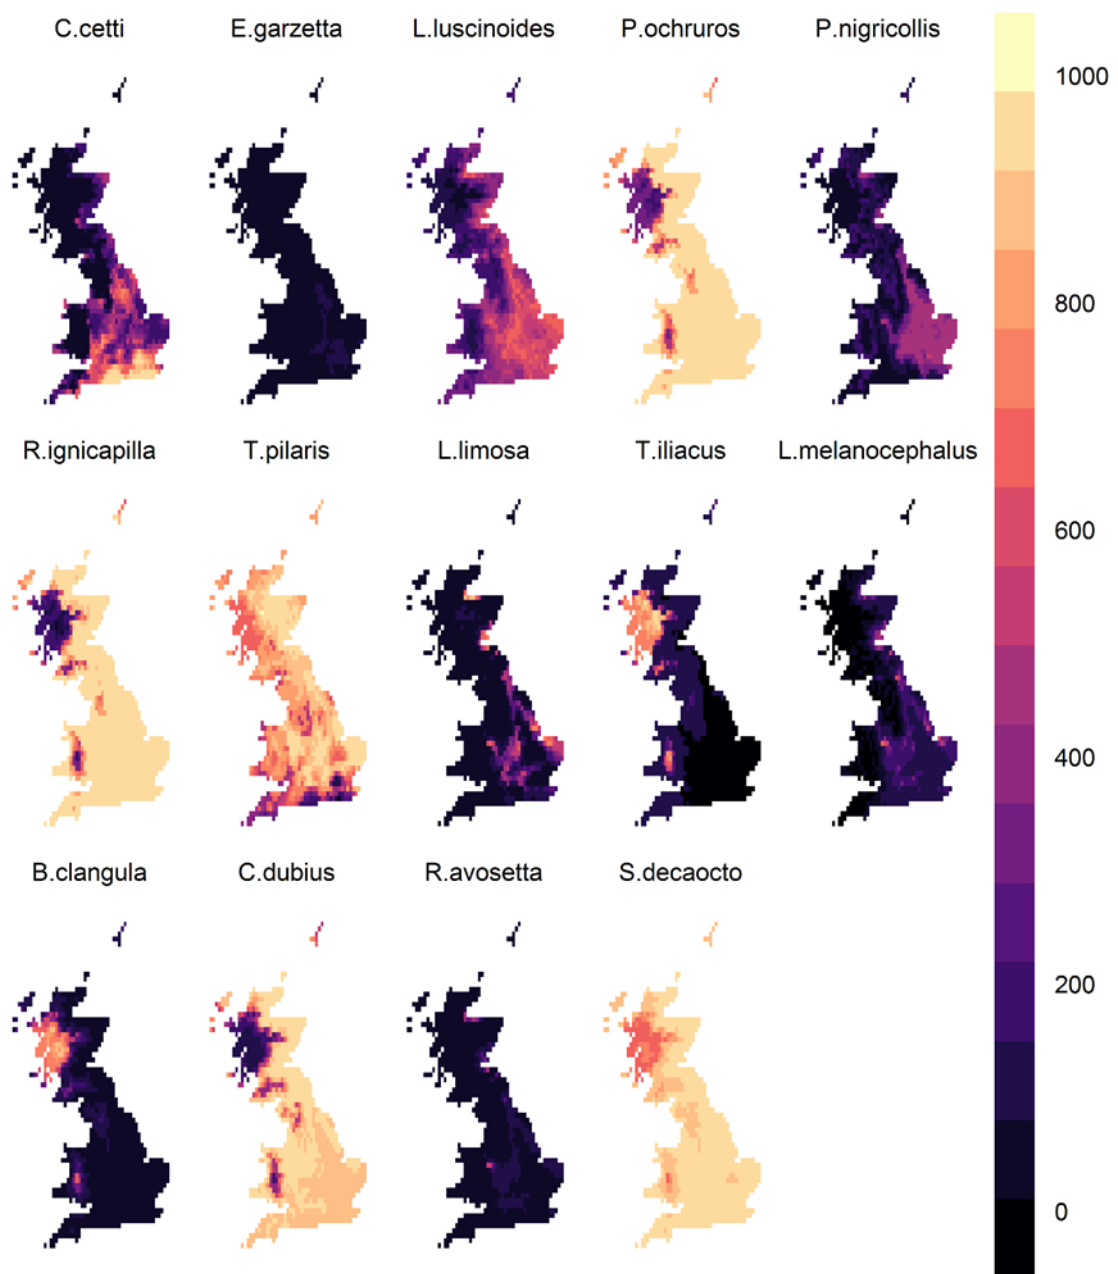 C.cetti E.garzetta L.luscinoides P.ochruros P.nigricollis
1000
800
R.ignicapilla T.pilaris L.limosa T.iliacus L.melanocephalus
600
400
B.clangula C.dubius R.avosetta S.decaocto
200
0